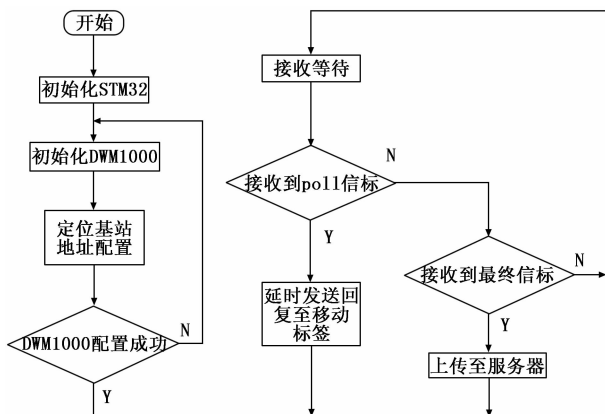 开始
初始化STM32
初始化DWM1000
定位基站
地址配置
DWM1000配置成功
N
Y
接收等待
接收到poll信标
N
Y
延时发送回
复至移动
标签
接收到最终信标
N
Y
上传至服务器